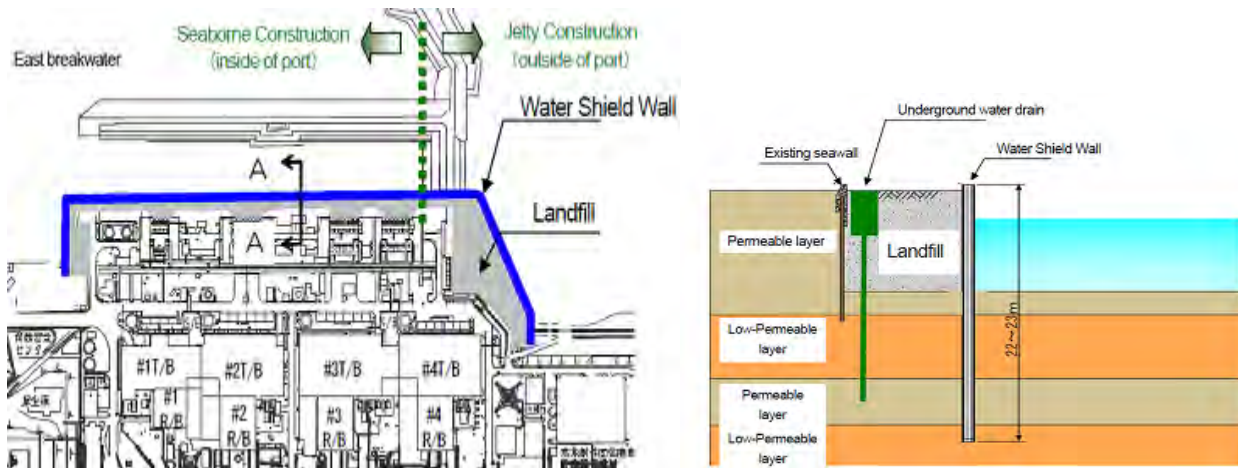 Seaborne Construction
(inside of port)
Jetty Construction
(outside of port)
East breakwater
Water Shield Wall
A
A
Landfill
#1T/B
#2T/B
#3T/B
#4T/B
#1
R/B
#2
R/B
#3
R/B
#4
R/B
Underground water drain
Existing seawall
Water Shield Wall
Permeable layer
Landfill
Low-Permeable
layer
Permeable
layer
Low-Permeable
layer
22~23m